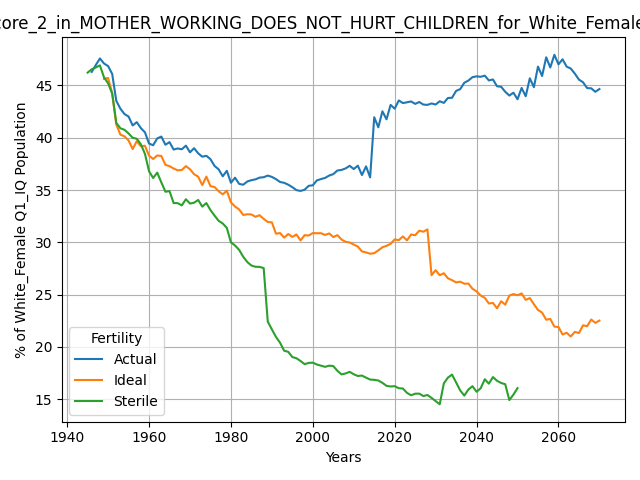 core_2_in_MOTHER_WORKING_DOES_NOT_HURT_CHILDREN_for_White_Female
% of White_Female Q1_IQ Population
45
40
35
30
25
20
15
Fertility
Actual
Ideal
Sterile
1940 1960 1980 2000 2020 2040 2060
Years